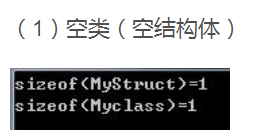 （1）空类（空结构体）
sizeof(MyStruct)=1
sizeof(Myclass)=1